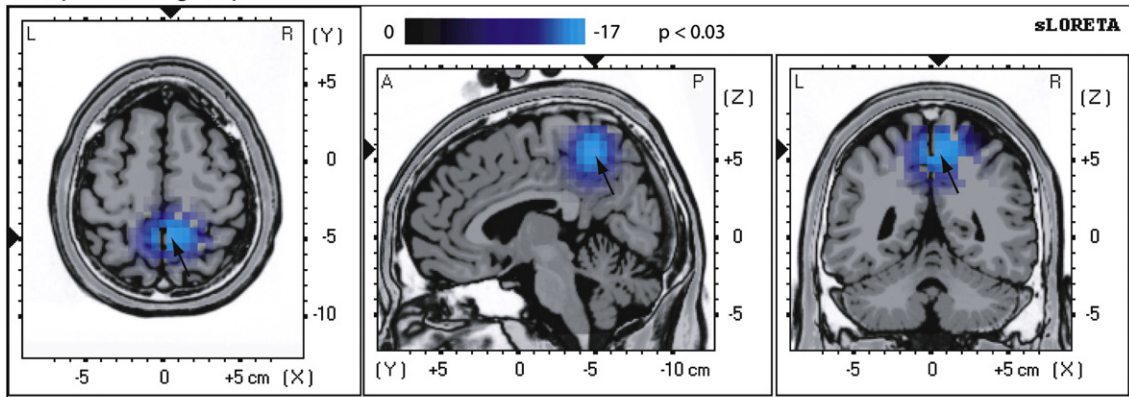 0 -17 p < 0.03 sLORETA
L R (Y)
+5
0
-5
-10
-5 0 +5 cm (X)
A P (Z)
+5
0
-5
(Y) +5 0 -5 -10 cm
L R (Z)
+5
0
-5
-5 0 +5 cm (X)